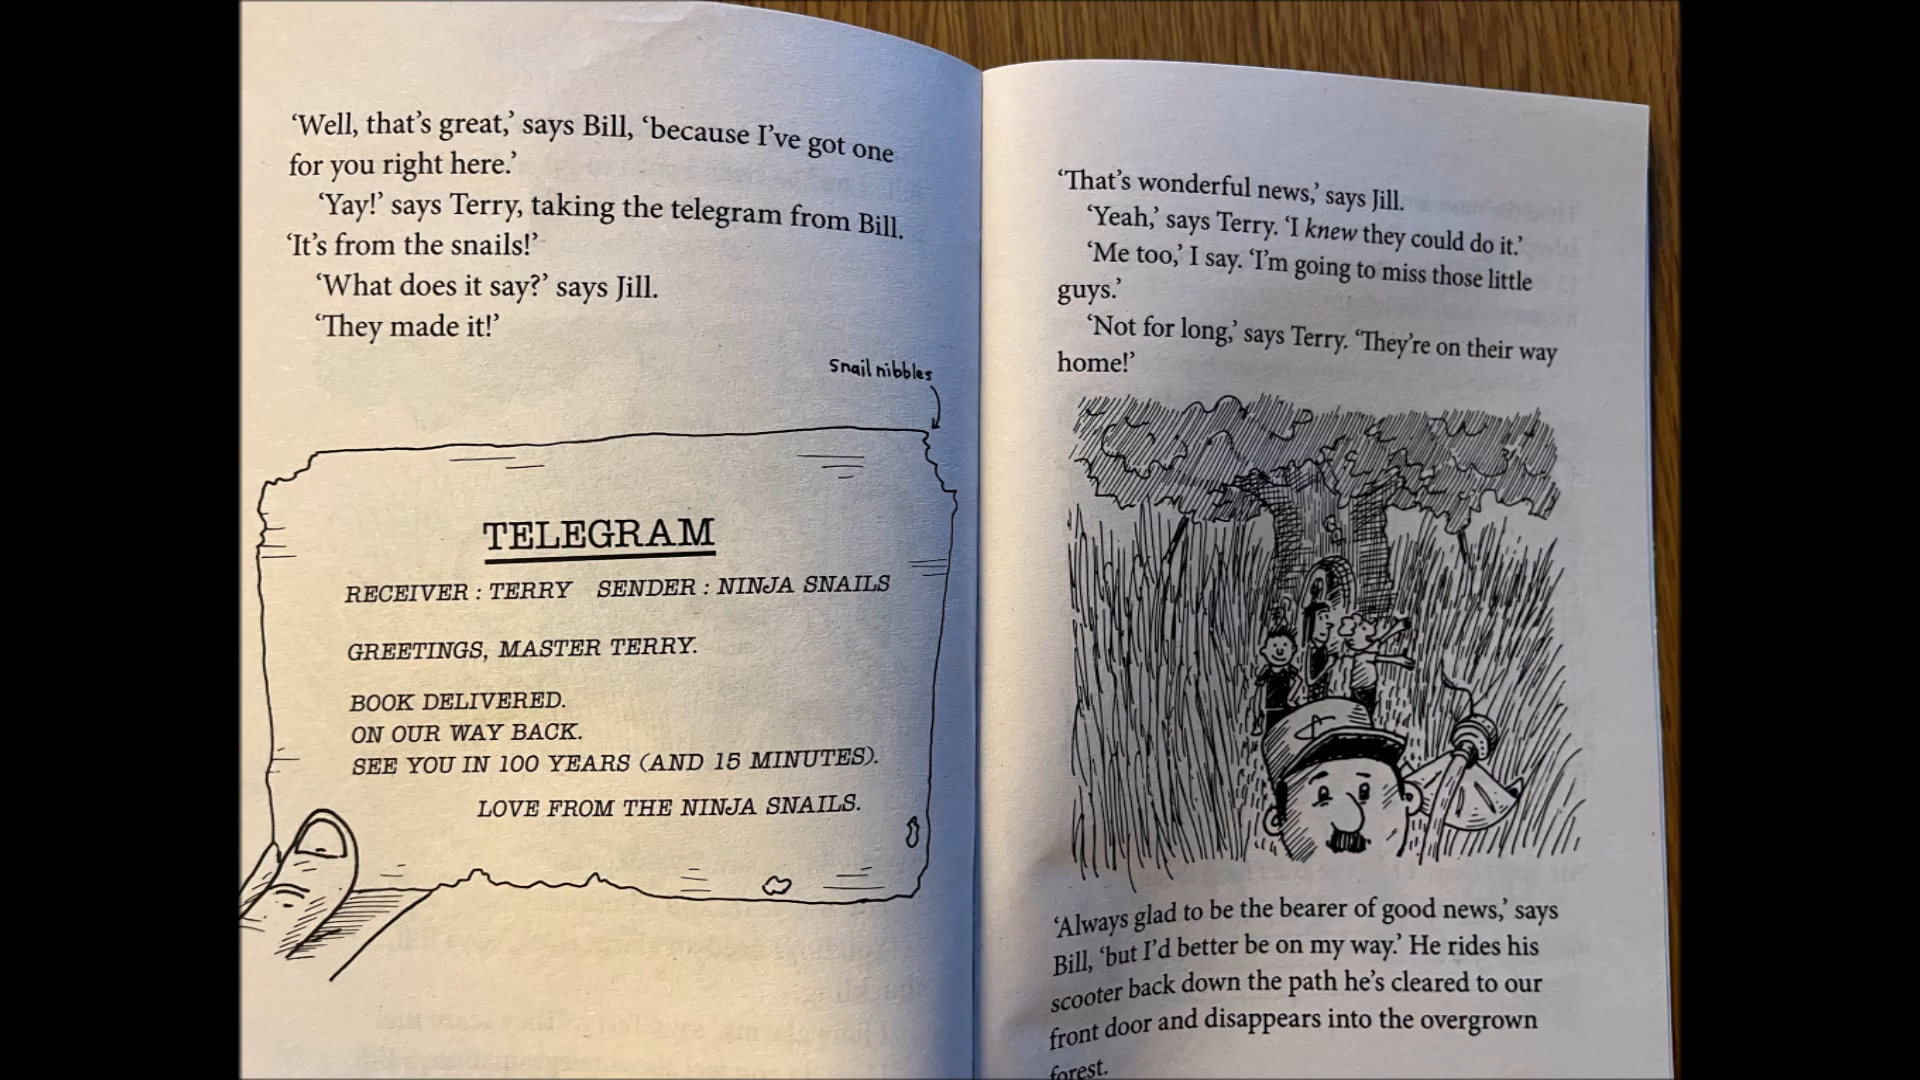 ‘Well, that’s great,’ says Bill, ‘because I’ve got one
for you right here.’
‘Yay!’ says Terry, taking the telegram from Bill.
‘It’s from the snails!’
‘What does it say?’ says Jill.
‘They made it!’
Snail nibbles
TELEGRAM
RECEIVER : TERRY SENDER : NINJA SNAILS
GREETINGS, MASTER TERRY.
BOOK DELIVERED.
ON OUR WAY BACK.
SEE YOU IN 100 YEARS (AND 15 MINUTES).
LOVE FROM THE NINJA SNAILS.
‘That’s wonderful news,’ says Jill.
‘Yeah,’ says Terry. ‘I knew they could do it.’
‘Me too,’ I say. ‘I’m going to miss those little
guys.’
‘Not for long,’ says Terry. ‘They’re on their way
home!’
‘Always glad to be the bearer of good news,’ says
Bill, ‘but I’d better be on my way.’ He rides his
scooter back down the path he’s cleared to our
front door and disappears into the overgrown
forest.